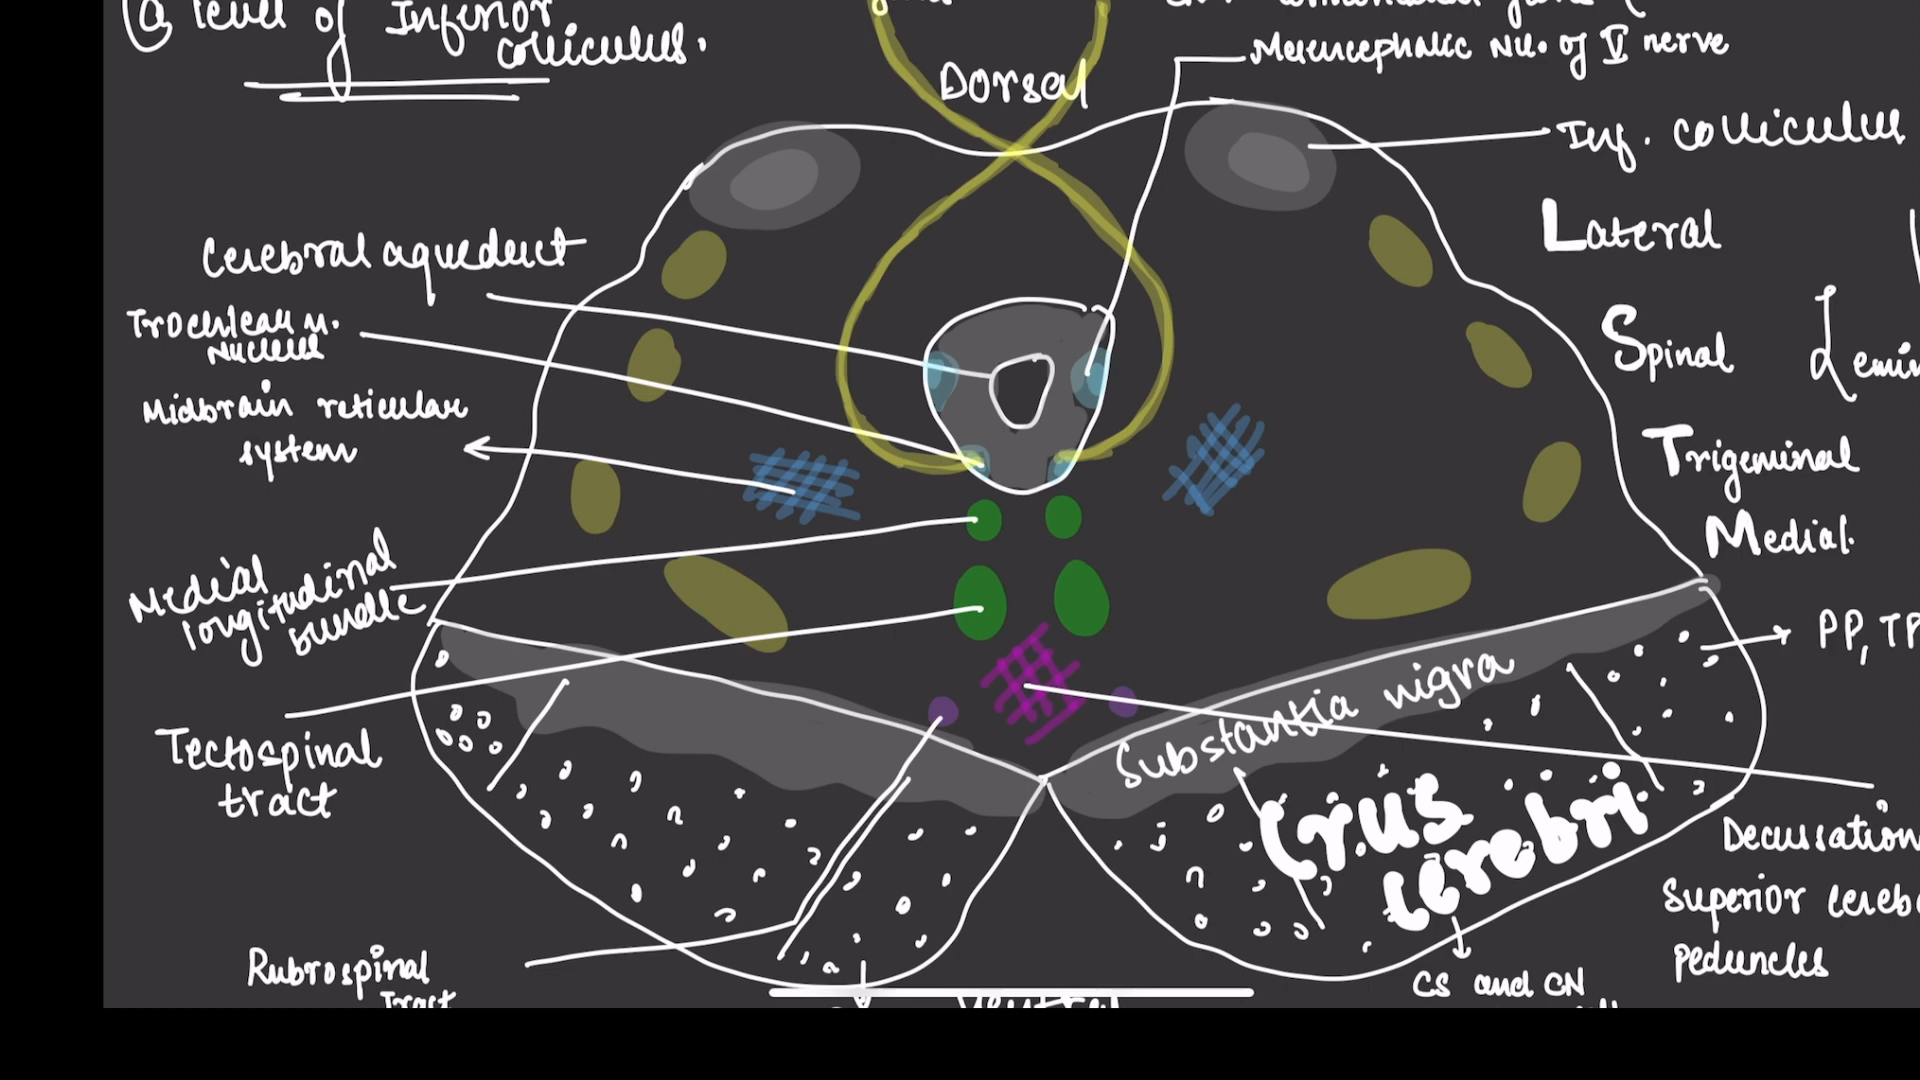 @ level of Inferior
colliculus.
Mesencephalic Nu. of V nerve
Dorsal
Inf. colliculus
Lateral
Cerebral aqueduct
Trochlear n.
Nucleus
Spinal
Midbrain reticular
system
Trigeminal
Medial.
Medial
longitudinal
bundle
PP, TP
Substantia nigra
Tectospinal
tract
Crus
cerebri
Decussation
Superior
peduncles
Rubrospinal
Tract
CS and CN
Ventral